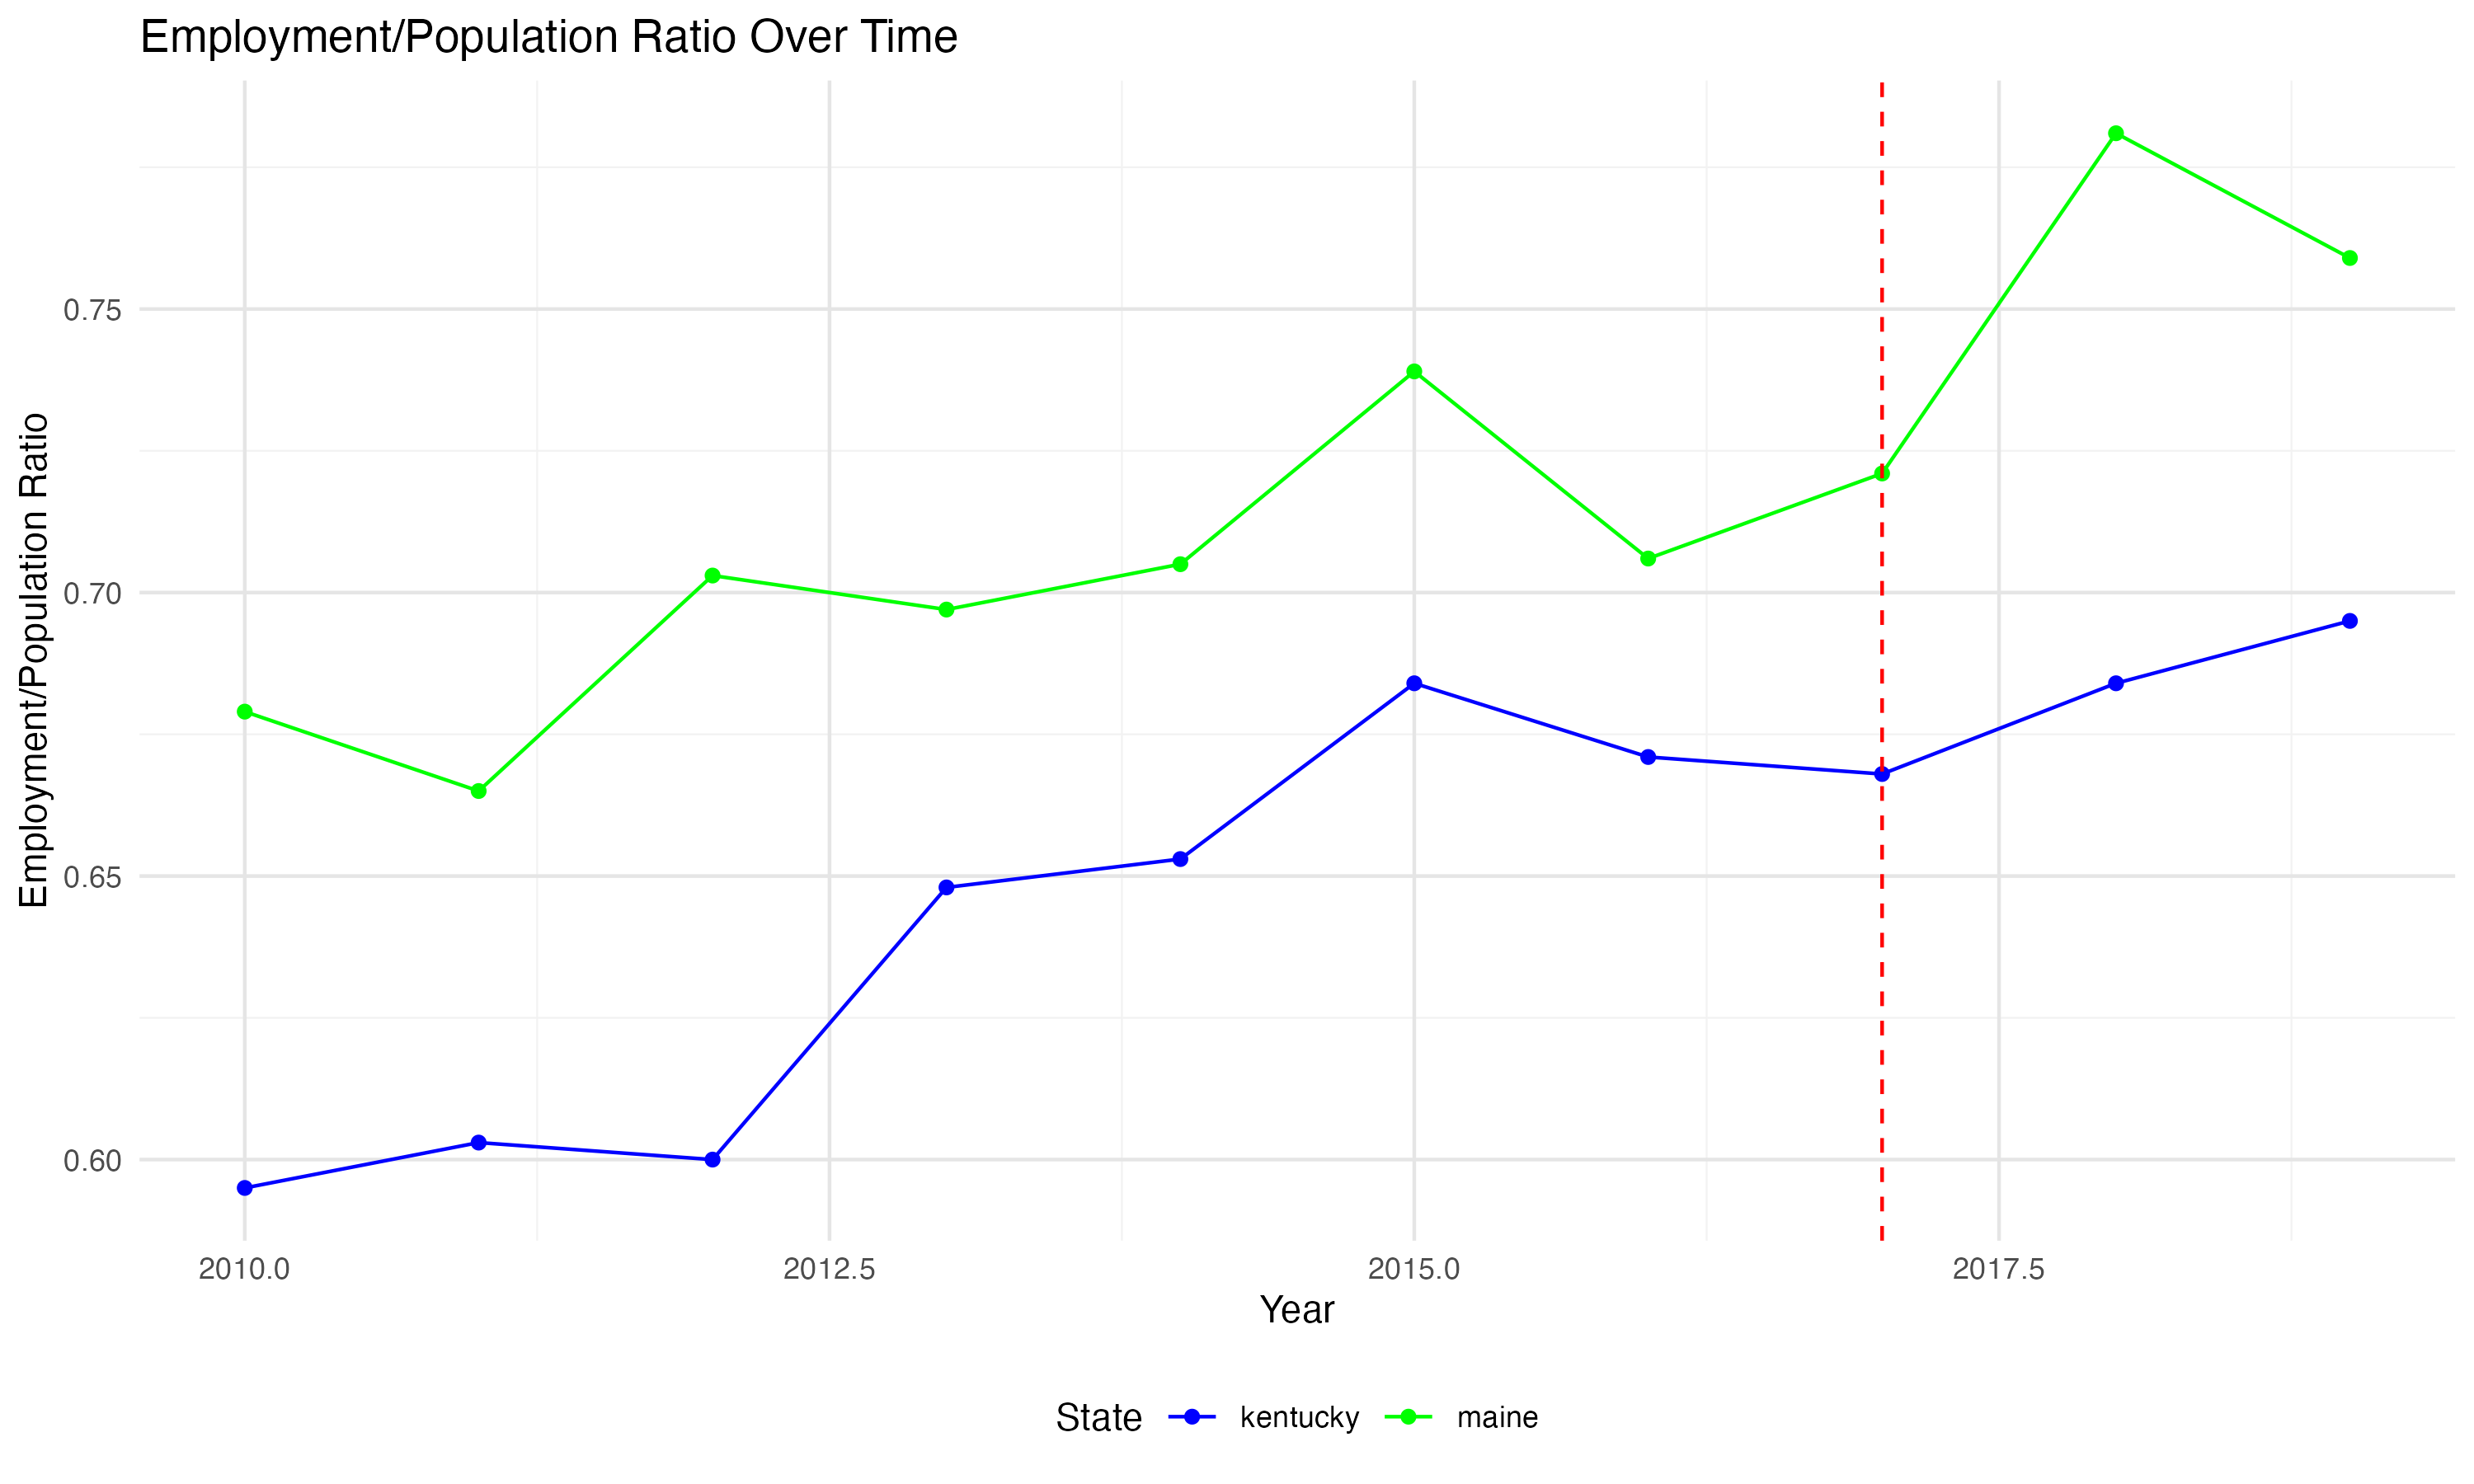 Employment/Population Ratio Over Time
Employment/Population Ratio
0.75
0.70
0.65
0.60
2010.0 2012.5 2015.0 2017.5
Year
State kentucky maine